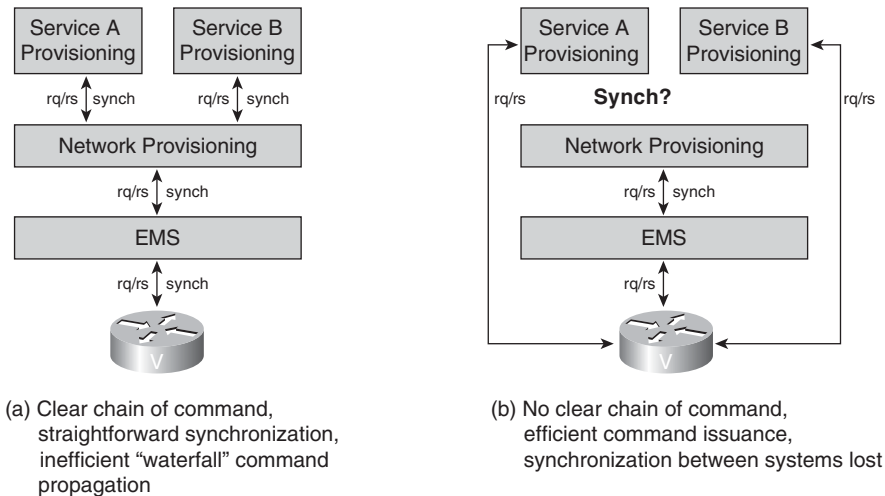 Service A
Provisioning
Service B
Provisioning
rq/rs synch
rq/rs synch
Network Provisioning
rq/rs synch
EMS
rq/rs synch
V
(a) Clear chain of command,
straightforward synchronization,
inefficient “waterfall” command
propagation
Service A
Provisioning
Service B
Provisioning
rq/rs
Synch?
rq/rs
Network Provisioning
rq/rs synch
EMS
rq/rs
V
(b) No clear chain of command,
efficient command issuance,
synchronization between systems lost